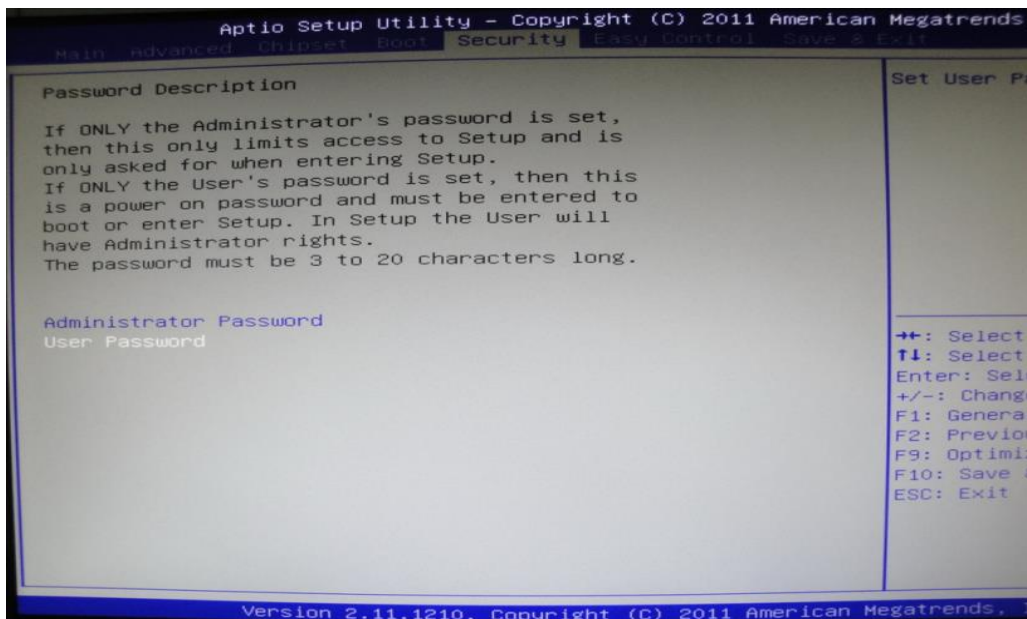 Aptio Setup Utility – Copyright (C) 2011 American Megatrends
Main Advanced Chipset Boot Security Easy Control Save & Exit
Password Description
If ONLY the Administrator's password is set,
then this only limits access to Setup and is
only asked for when entering Setup.
If ONLY the User's password is set, then this
is a power on password and must be entered to
boot or enter Setup. In Setup the User will
have Administrator rights.
The password must be 3 to 20 characters long.
Administrator Password
User Password
Set User
→←: Select
↑↓: Select
Enter:
+/-:
F1:
F2:
F9:
F10: Save
ESC: Exit
Version 2.11.1210. Copyright (C) 2011 American Megatrends,